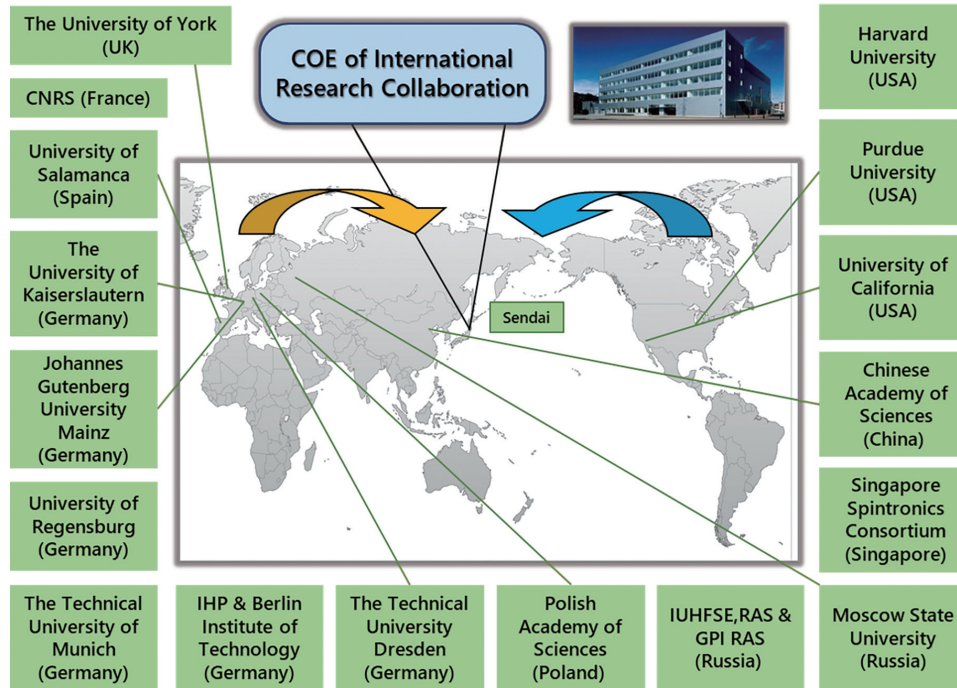 The University of York
(UK)
COE of International
Research Collaboration
Harvard
University
(USA)
CNRS (France)
University of
Salamanca
(Spain)
Purdue
University
(USA)
The
University of
Kaiserslautern
(Germany)
University of
California
(USA)
Sendai
Johannes
Gutenberg
University
Mainz
(Germany)
Chinese
Academy of
Sciences
(China)
University of
Regensburg
(Germany)
Singapore
Spintronics
Consortium
(Singapore)
The Technical
University of
Munich
(Germany)
IHP & Berlin
Institute of
Technology
(Germany)
The Technical
University
Dresden
(Germany)
Polish
Academy of
Sciences
(Poland)
IUHFSE,RAS &
GPI RAS
(Russia)
Moscow State
University
(Russia)